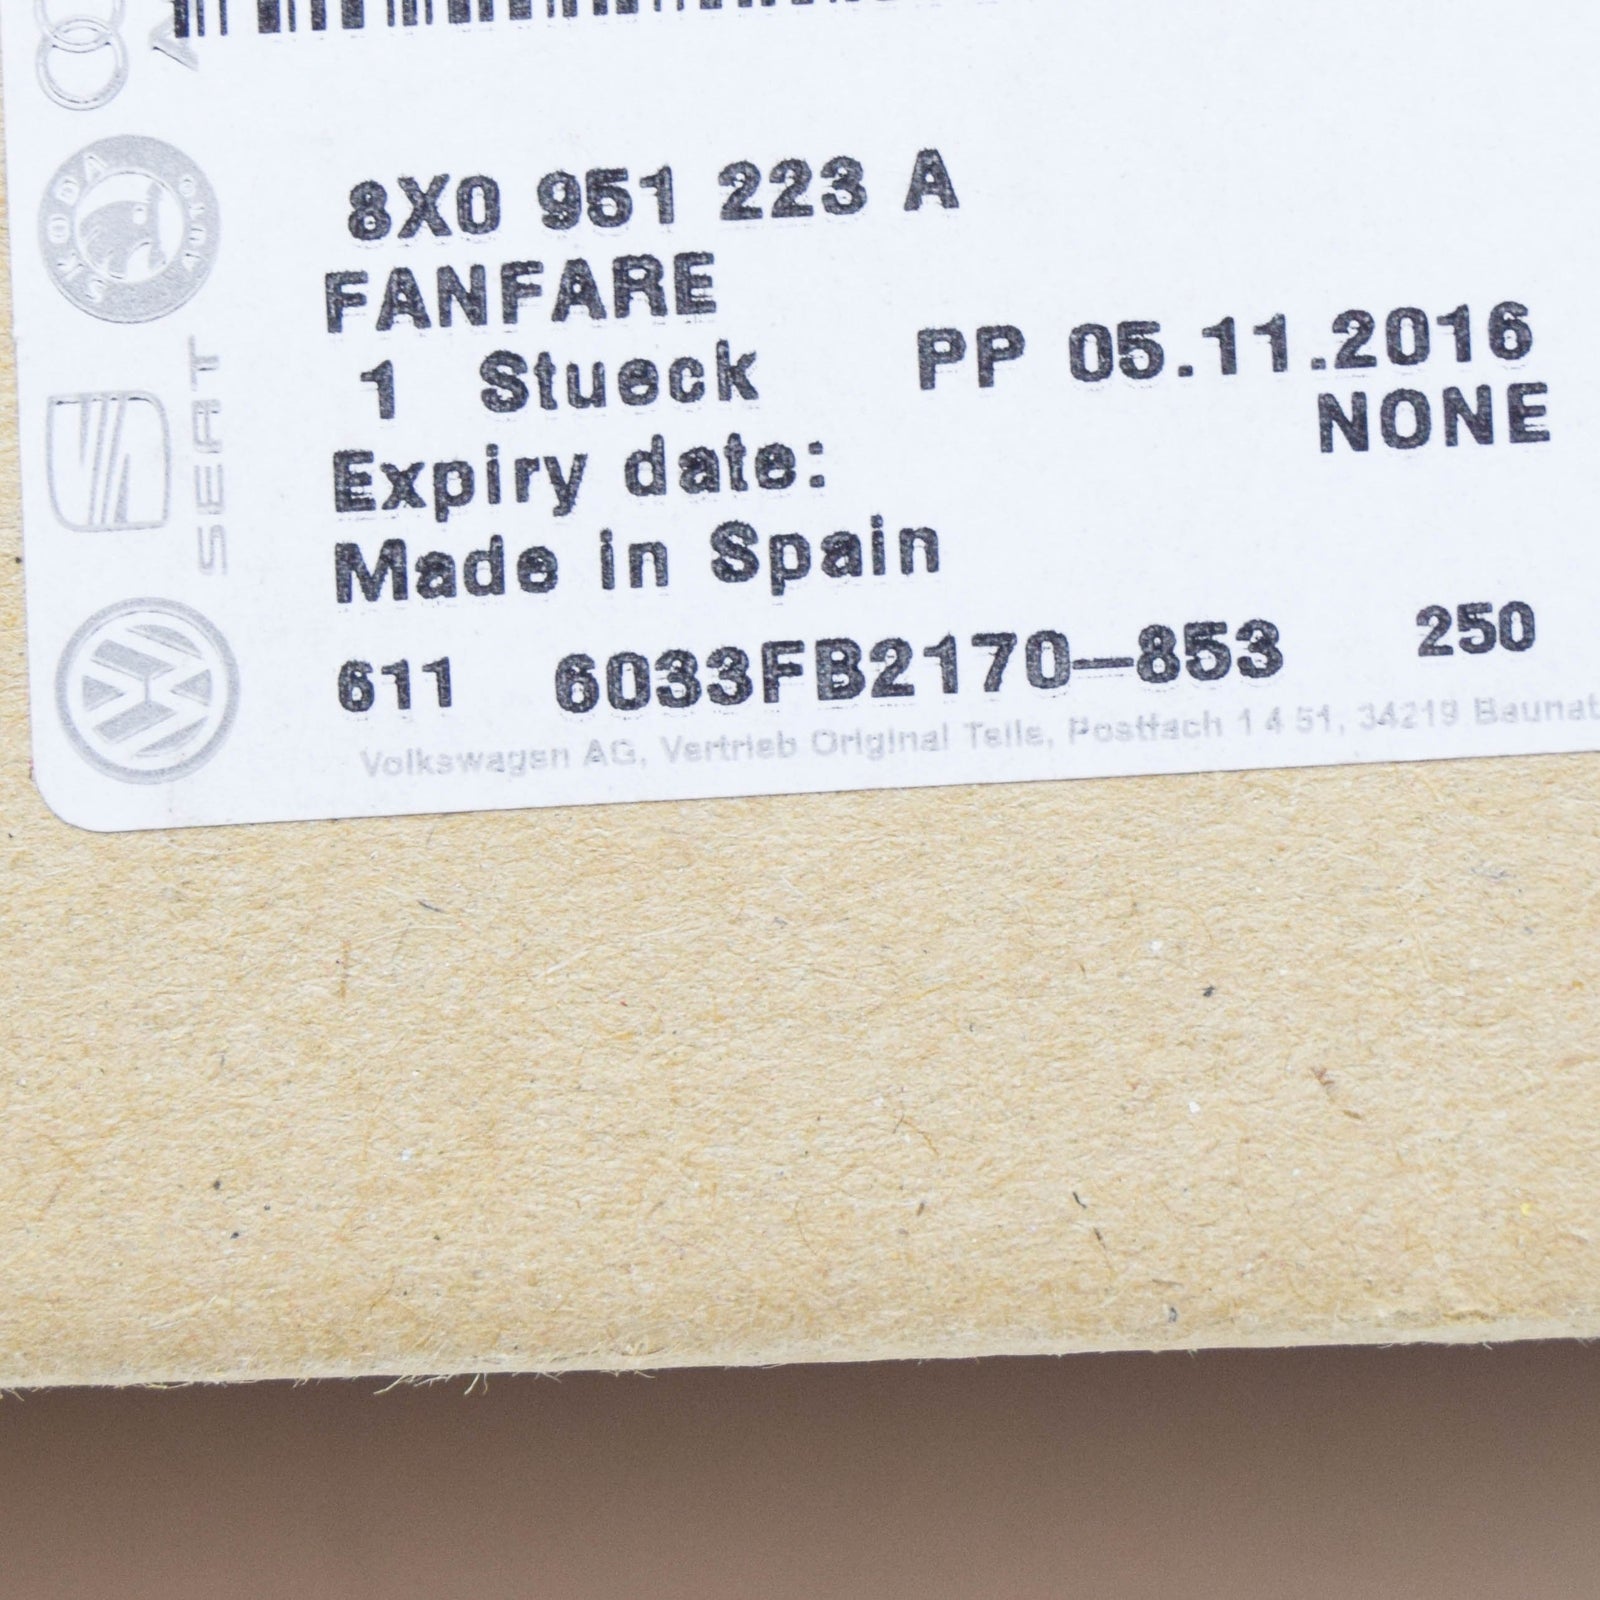 8X0 951 223 A
FANFARE
1 Stueck PP 05.11.2016
Expiry date: NONE
Made in Spain
611 6033FB2170-853 250
Volkswagen AG, Vertrieb Original Teile, Postfach 1 4 51, 34219
SKODA
SEAT